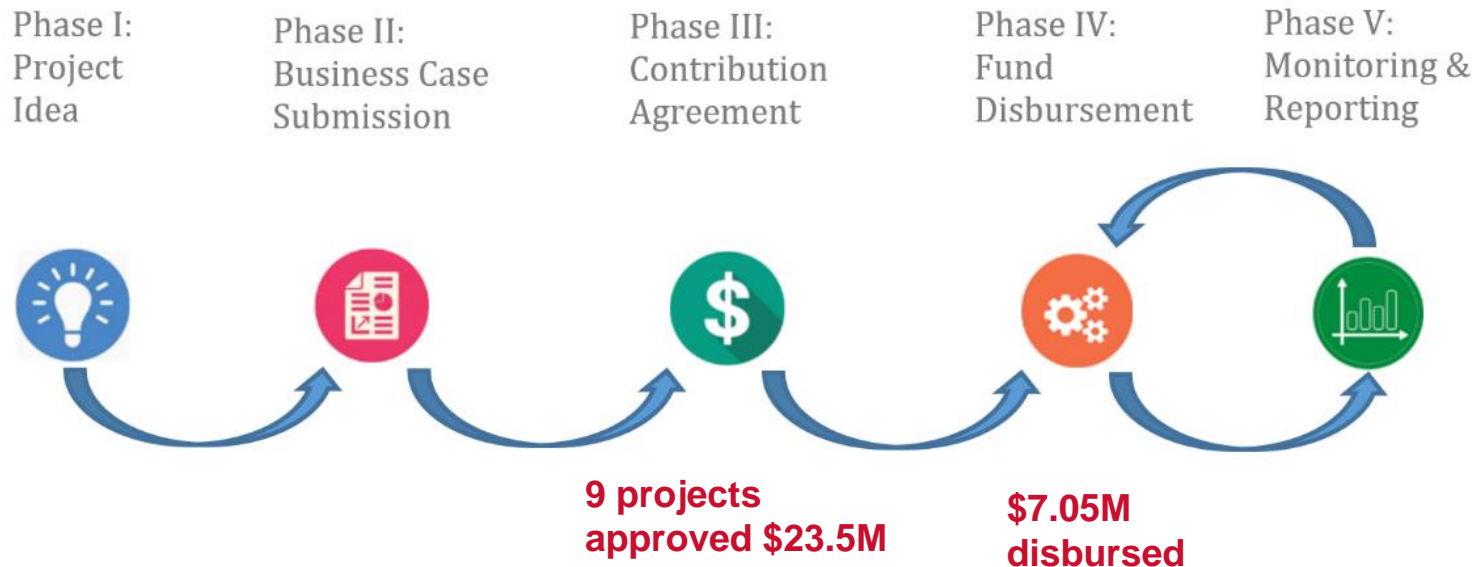 Phase I:
Project
Idea
Phase II:
Business Case
Submission
Phase III:
Contribution
Agreement
Phase IV:
Fund
Disbursement
Phase V:
Monitoring &
Reporting
$
9 projects
approved $23.5M
$7.05M
disbursed